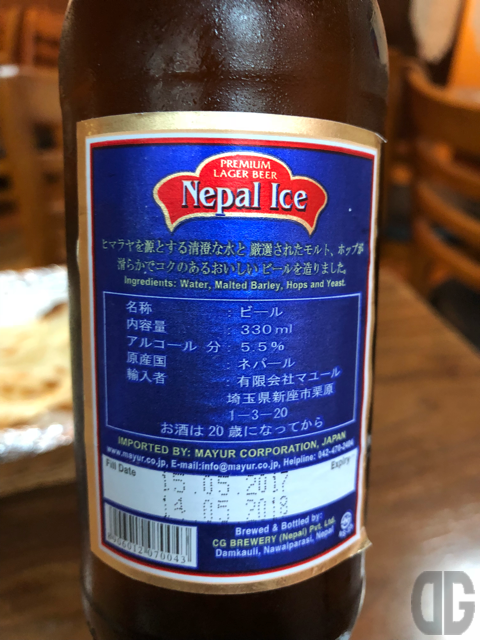 PREMIUM
LAGER BEER
Nepal Ice
ヒマラヤを源とする清澄な水と 厳選されたモルト、ホップが
滑らかでコクのあるおいしい ビールを造りました。
Ingredients: Water, Malted Barley, Hops and Yeast.
名称 : ビール
内容量 : 330ml
アルコール 分 : 5.5%
原産国 : ネパール
輸入者 : 有限会社マユール
埼玉県新座市栗原
1-3-20
お酒は20歳になってから
IMPORTED BY: MAYUR CORPORATION, JAPAN
www.mayur.co.jp, E-mail:info@mayur.co.jp, Helpline: 042-470-
Fill Date Expiry
15.05.2017
14.05.2018
Brewed & Bottled by:
CG BREWERY (Nepal) Pvt. Ltd.
Damkauli, Nawalparasi, Nepal
DG